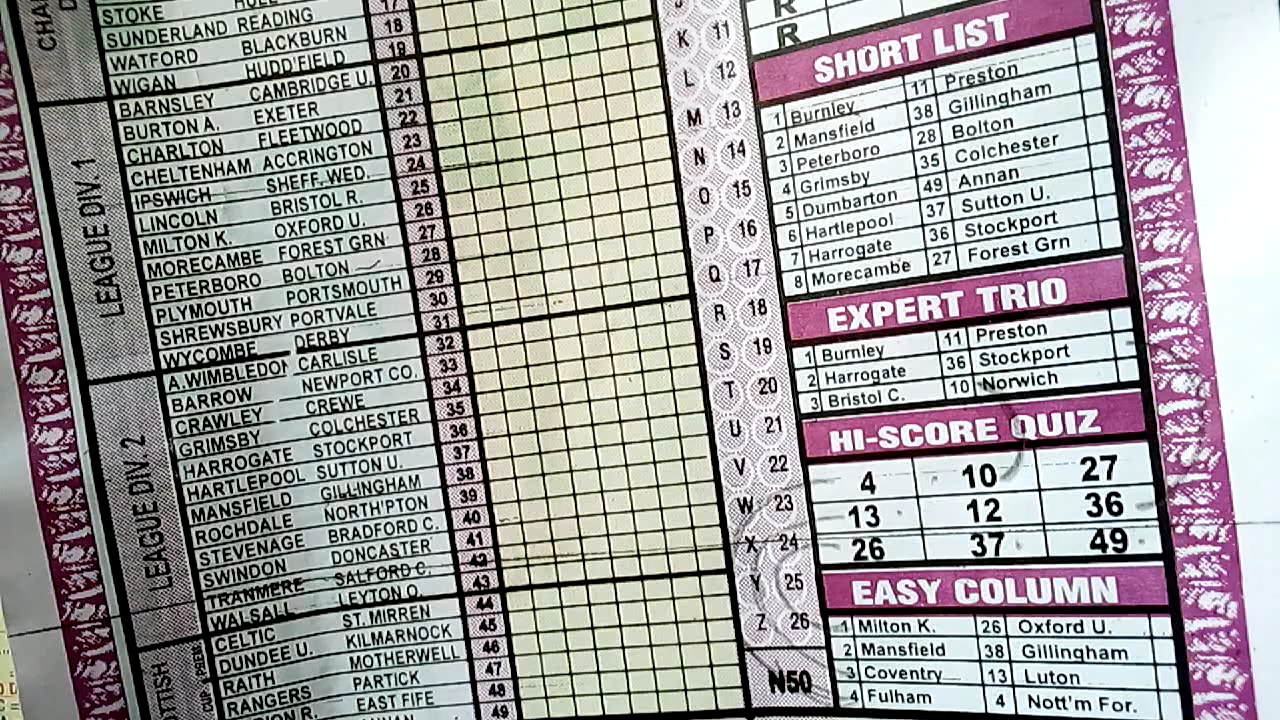 CHA
STOKE HULL 17
SUNDERLAND READING 18
WATFORD BLACKBURN 19
WIGAN HUDD'FIELD 20
LEAGUE DIV. 1
BARNSLEY CAMBRIDGE U. 21
BURTON A. EXETER 22
CHARLTON FLEETWOOD 23
CHELTENHAM ACCRINGTON 24
IPSWICH SHEFF. WED. 25
LINCOLN BRISTOL R. 26
MILTON K. OXFORD U. 27
MORECAMBE FOREST GRN 28
PETERBORO BOLTON 29
PLYMOUTH PORTSMOUTH 30
SHREWSBURY PORTVALE 31
WYCOMBE DERBY 32
LEAGUE DIV 2
A.WIMBLEDON CARLISLE 33
BARROW NEWPORT CO. 34
CRAWLEY CREWE 35
GRIMSBY COLCHESTER 36
HARROGATE STOCKPORT 37
HARTLEPOOL SUTTON U. 38
MANSFIELD GILLINGHAM 39
ROCHDALE NORTH'PTON 40
STEVENAGE BRADFORD C. 41
SWINDON DONCASTER 42
TRANMERE SALFORD C. 43
WALSALL LEYTON O. 44
OTTISH
CUP
CELTIC ST. MIRREN 45
DUNDEE U. KILMARNOCK 46
RAITH MOTHERWELL 47
RANGERS PARTICK 48
EAST FIFE 49
K 11
L 12
M 13
N 14
O 15
P 16
Q 17
R 18
S 19
T 20
U 21
V 22
W 23
X 24
Y 25
Z 26
N50
R
R
SHORT LIST
1 Burnley 11 Preston
2 Mansfield 38 Gillingham
3 Peterboro 28 Bolton
4 Grimsby 35 Colchester
5 Dumbarton 49 Annan
6 Hartlepool 37 Sutton U.
7 Harrogate 36 Stockport
8 Morecambe 27 Forest Grn
EXPERT TRIO
1 Burnley 11 Preston
2 Harrogate 36 Stockport
3 Bristol C. 10 Norwich
HI-SCORE QUIZ
4 10 27
13 12 36
26 37 49
EASY COLUMN
1 Milton K. 26 Oxford U.
2 Mansfield 38 Gillingham
3 Coventry 13 Luton
4 Fulham 4 Nott'm For.